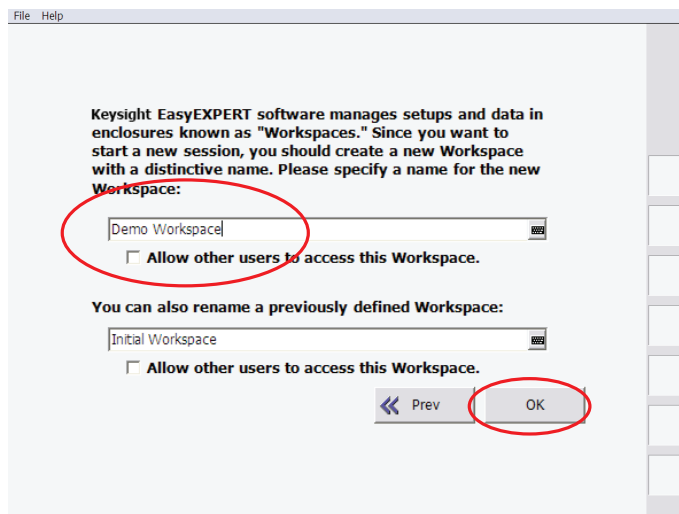 File Help
Keysight EasyEXPERT software manages setups and data in
enclosures known as "Workspaces." Since you want to
start a new session, you should create a new Workspace
with a distinctive name. Please specify a name for the new
Workspace:
Demo Workspace
Allow other users to access this Workspace.
You can also rename a previously defined Workspace:
Initial Workspace
Allow other users to access this Workspace.
Prev OK